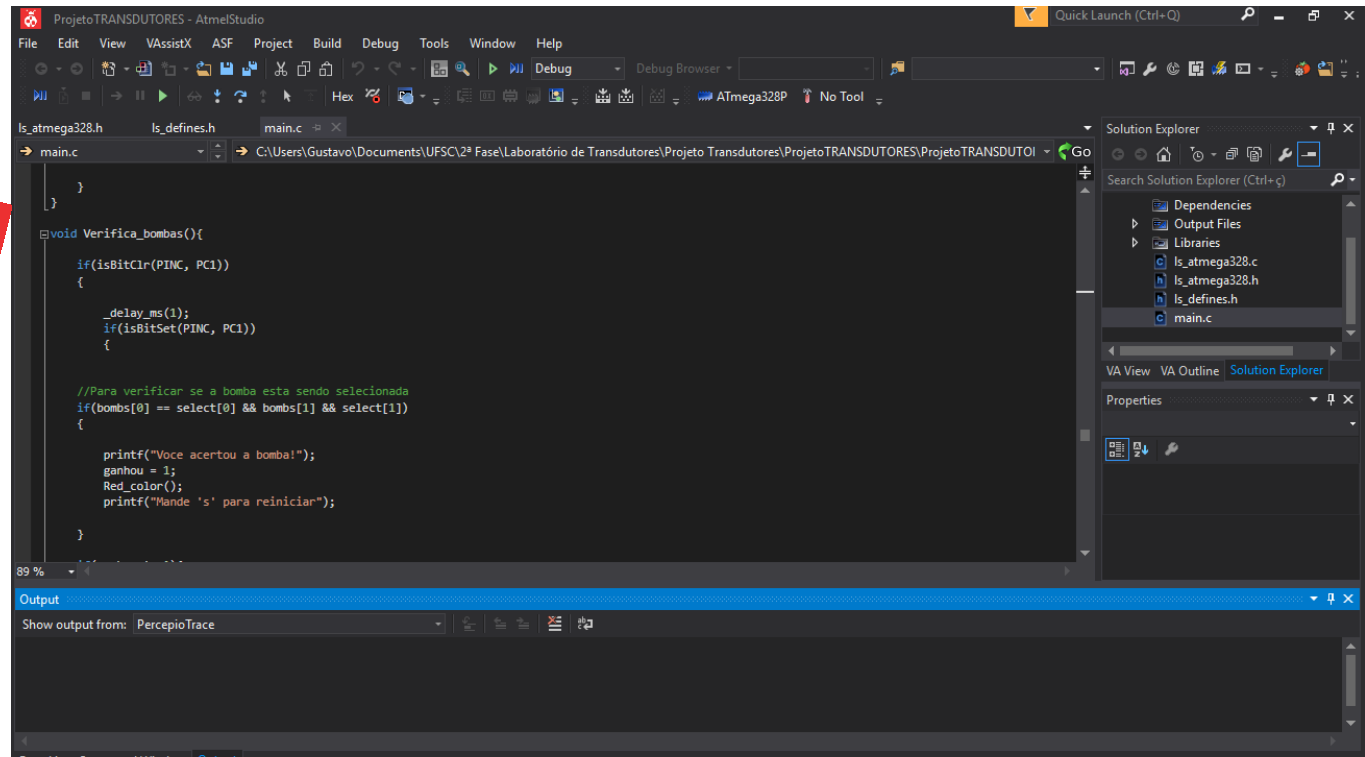 ProjetoTRANSDUTORES - AtmelStudio
Quick Launch (Ctrl+Q)
File Edit View VAssistX ASF Project Build Debug Tools Window Help
Debug Debug Browser
Hex ATmega328P No Tool
ls_atmega328.h ls_defines.h main.c
main.c C:\Users\Gustavo\Documents\UFSC\2ª Fase\Laboratório de Transdutores\Projeto Transdutores\ProjetoTRANSDUTORES\ProjetoTRANSDUTOI Go
}
}
void Verifica_bombas(){
if(isBitClr(PINC, PC1))
{
_delay_ms(1);
if(isBitSet(PINC, PC1))
{
//Para verificar se a bomba esta sendo selecionada
if(bombs[0] == select[0] && bombs[1] && select[1])
{
printf("Voce acertou a bomba!");
ganhou = 1;
Red_color();
printf("Mande 's' para reiniciar");
}
89 %
Solution Explorer
Search Solution Explorer (Ctrl+ç)
Dependencies
Output Files
Libraries
ls_atmega328.c
ls_atmega328.h
ls_defines.h
main.c
VA View VA Outline Solution Explorer
Properties
Output
Show output from: PercepioTrace